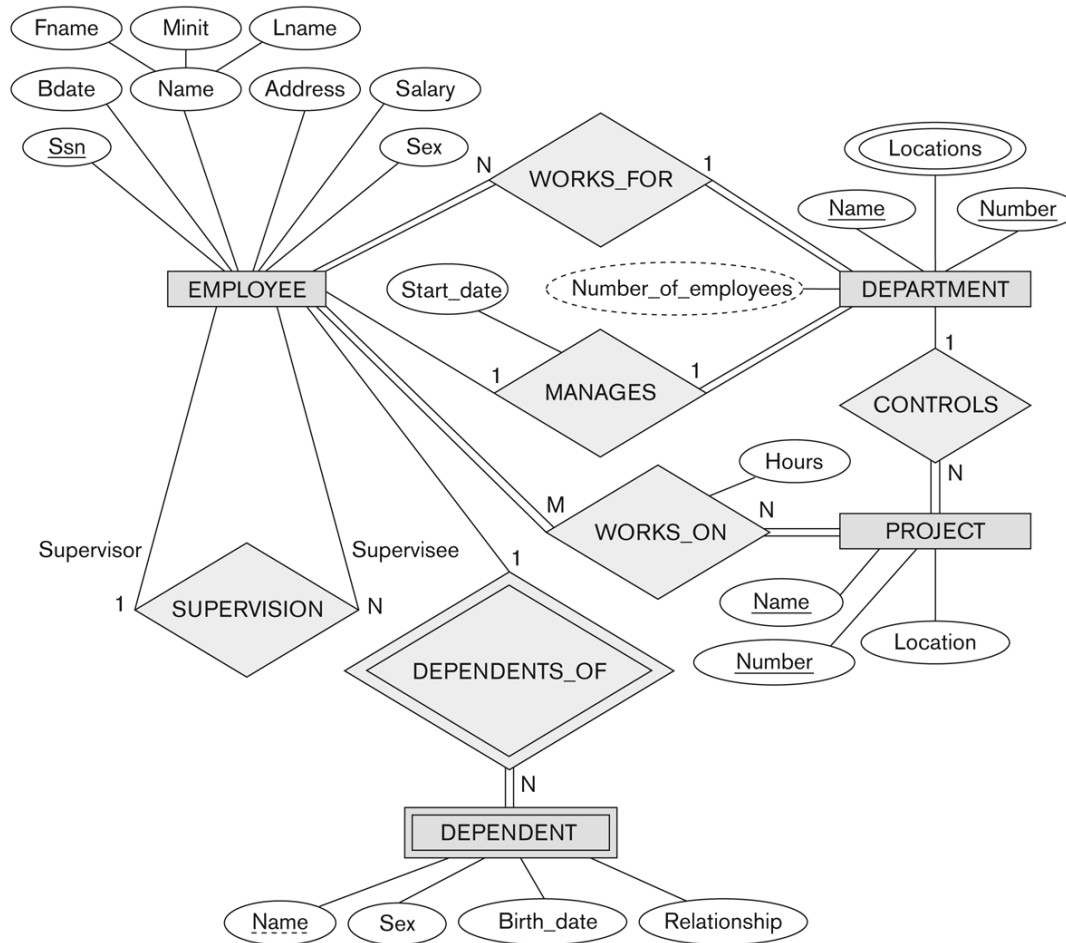 Fname
Minit
Lname
Bdate
Name
Address
Salary
Ssn
Sex
N
WORKS_FOR
1
Locations
Name
Number
EMPLOYEE
Start_date
Number_of_employees
DEPARTMENT
1
MANAGES
1
1
CONTROLS
N
Hours
M
WORKS_ON
N
PROJECT
Name
Number
Location
Supervisor
Supervisee
1
SUPERVISION
N
1
DEPENDENTS_OF
N
DEPENDENT
Name
Sex
Birth_date
Relationship